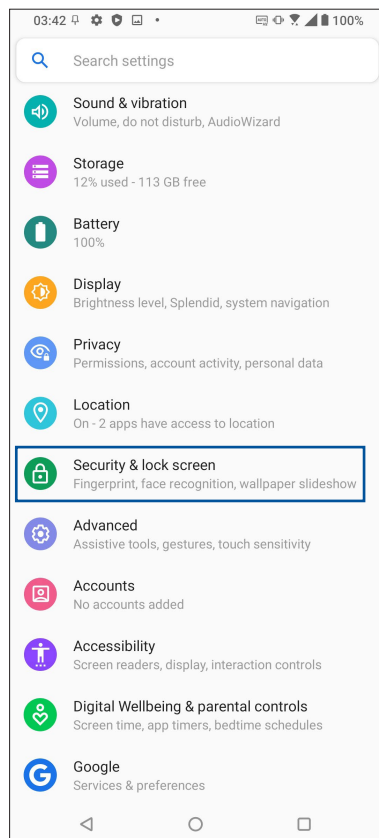 03:42 100%
Search settings
Sound & vibration
Volume, do not disturb, AudioWizard
Storage
12% used - 113 GB free
Battery
100%
Display
Brightness level, Splendid, system navigation
Privacy
Permissions, account activity, personal data
Location
On - 2 apps have access to location
Security & lock screen
Fingerprint, face recognition, wallpaper slideshow
Advanced
Assistive tools, gestures, touch sensitivity
Accounts
No accounts added
Accessibility
Screen readers, display, interaction controls
Digital Wellbeing & parental controls
Screen time, app timers, bedtime schedules
Google
Services & preferences